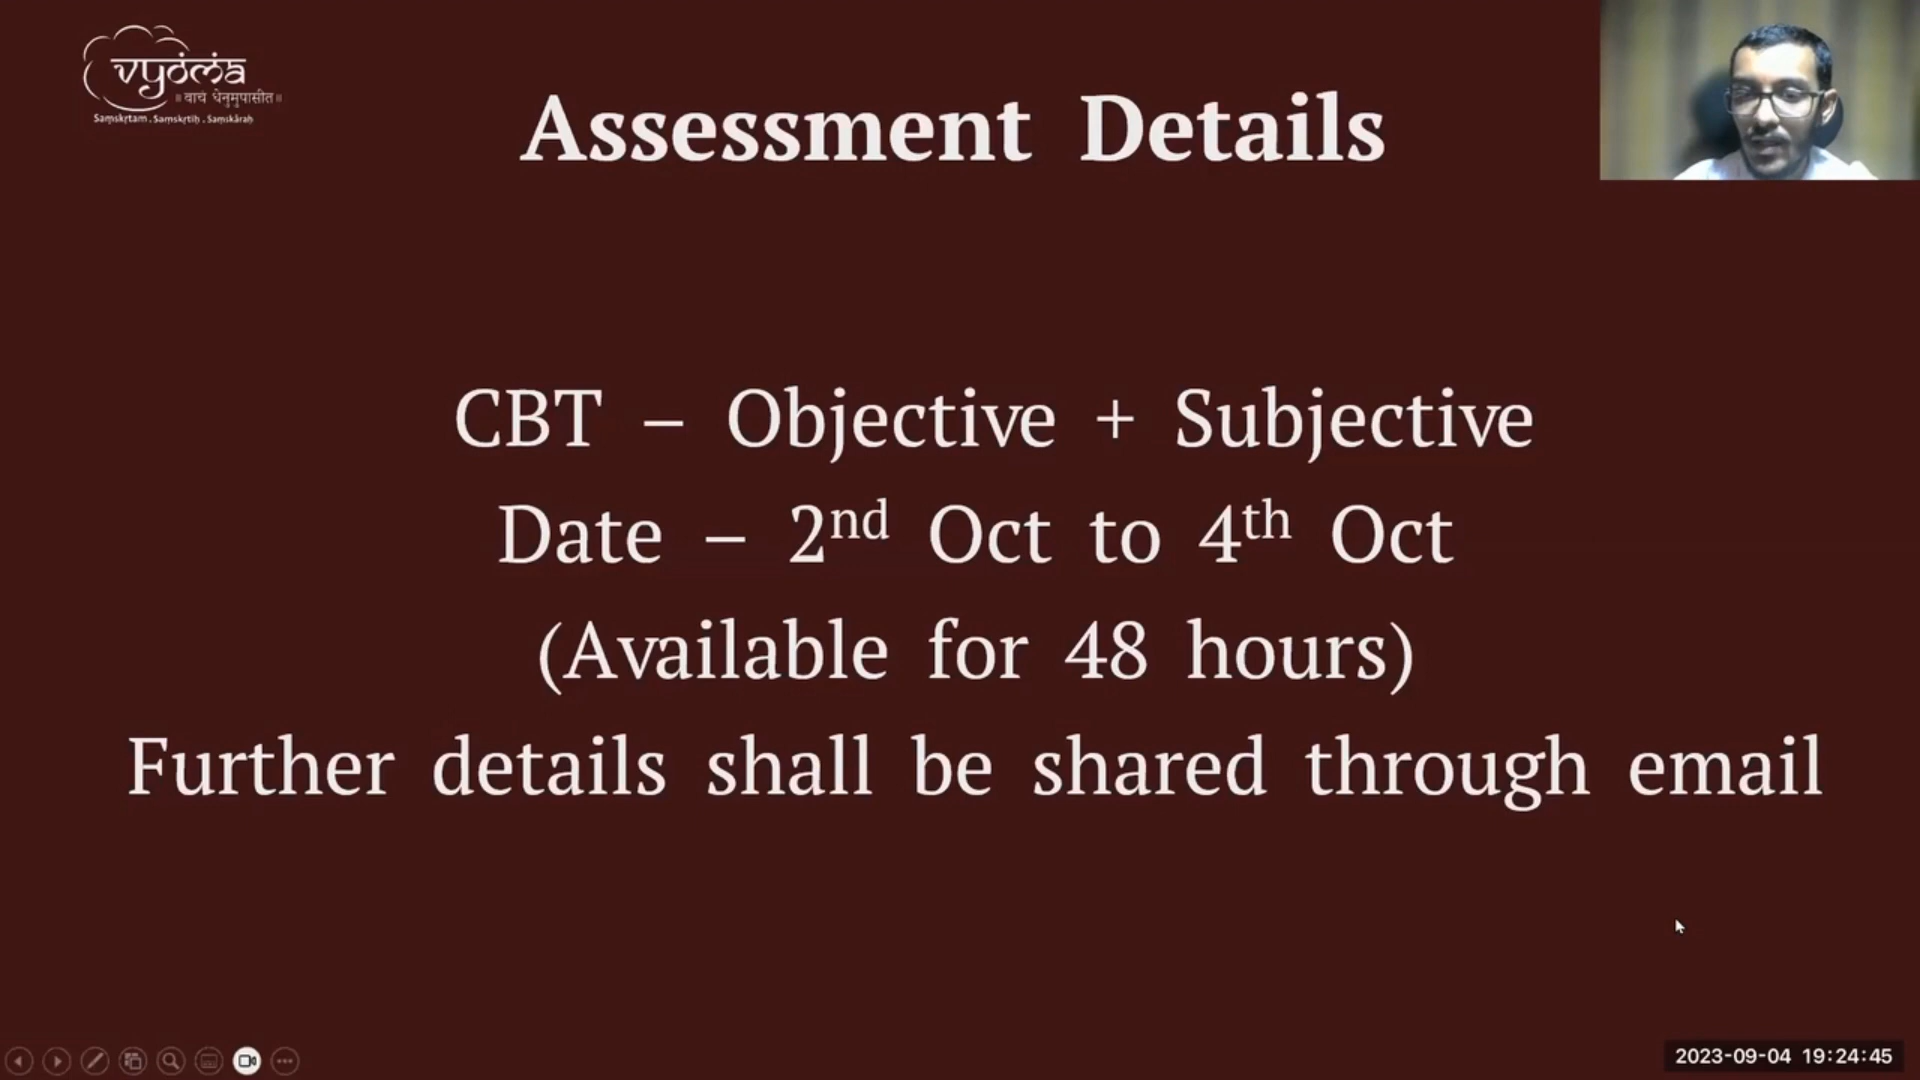 vyoma
॥ वाचं धेनुमुपासीत॥
Saṃskṛtam . Saṃskṛtiḥ . Saṃskāraḥ
Assessment Details
CBT – Objective + Subjective
Date – 2nd Oct to 4th Oct
(Available for 48 hours)
Further details shall be shared through email
2023-09-04 19:24:45